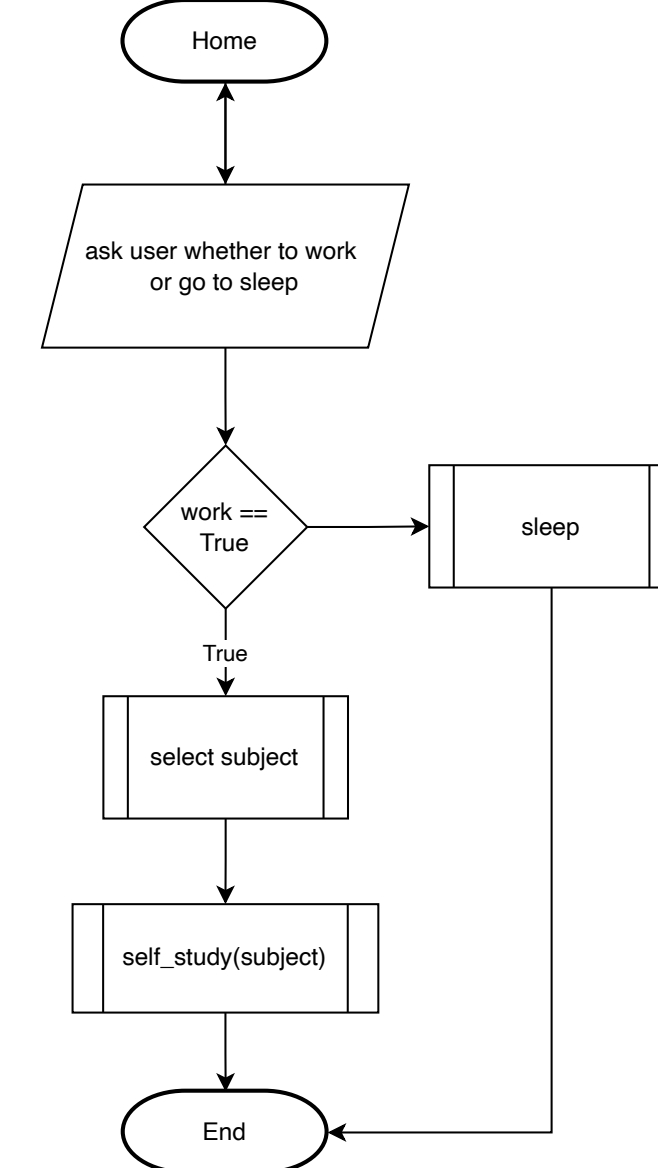 Home
ask user whether to work
or go to sleep
work ==
True
sleep
True
select subject
self_study(subject)
End